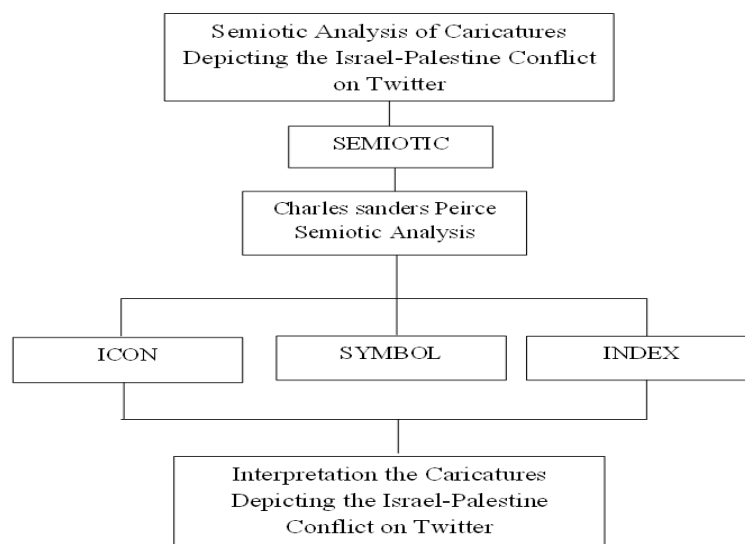 Semiotic Analysis of Caricatures
Depicting the Israel-Palestine Conflict
on Twitter
SEMIOTIC
Charles sanders Peirce
Semiotic Analysis
ICON
SYMBOL
INDEX
Interpretation the Caricatures
Depicting the Israel-Palestine
Conflict on Twitter